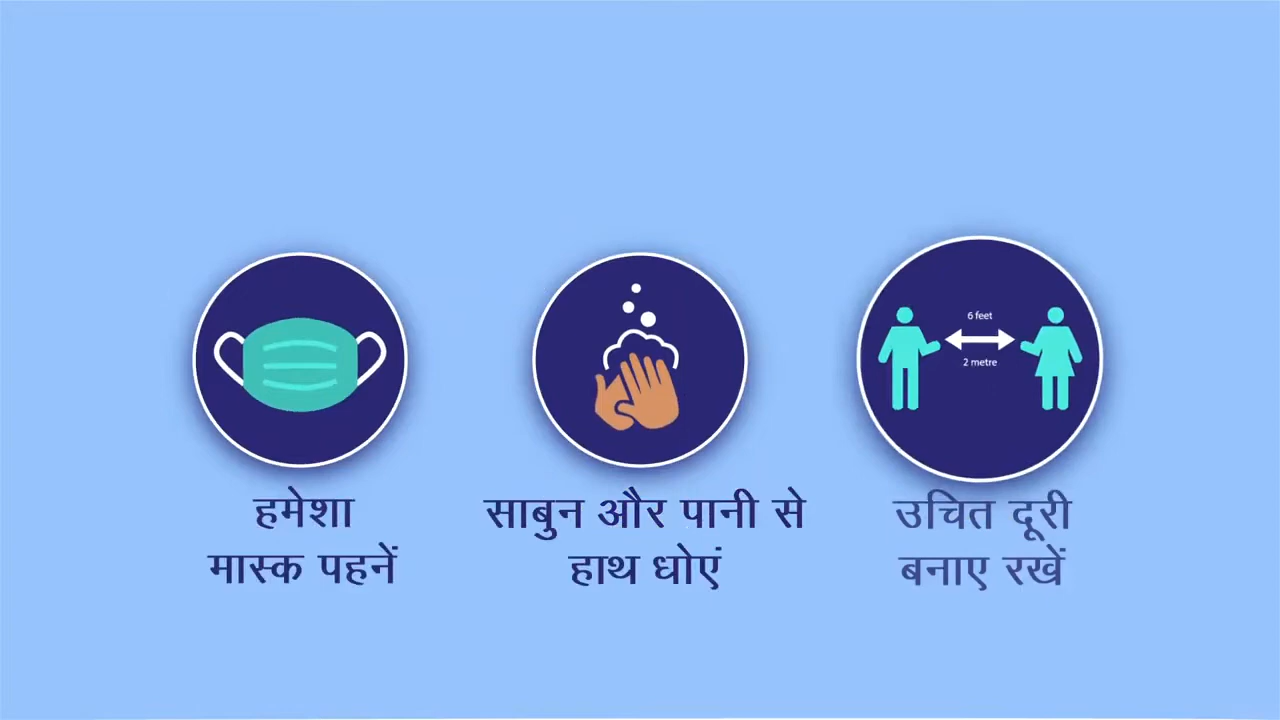 6 feet
2 metre
हमेशा
मास्क पहनें
साबुन और पानी से
हाथ धोएं
उचित दूरी
बनाए रखें